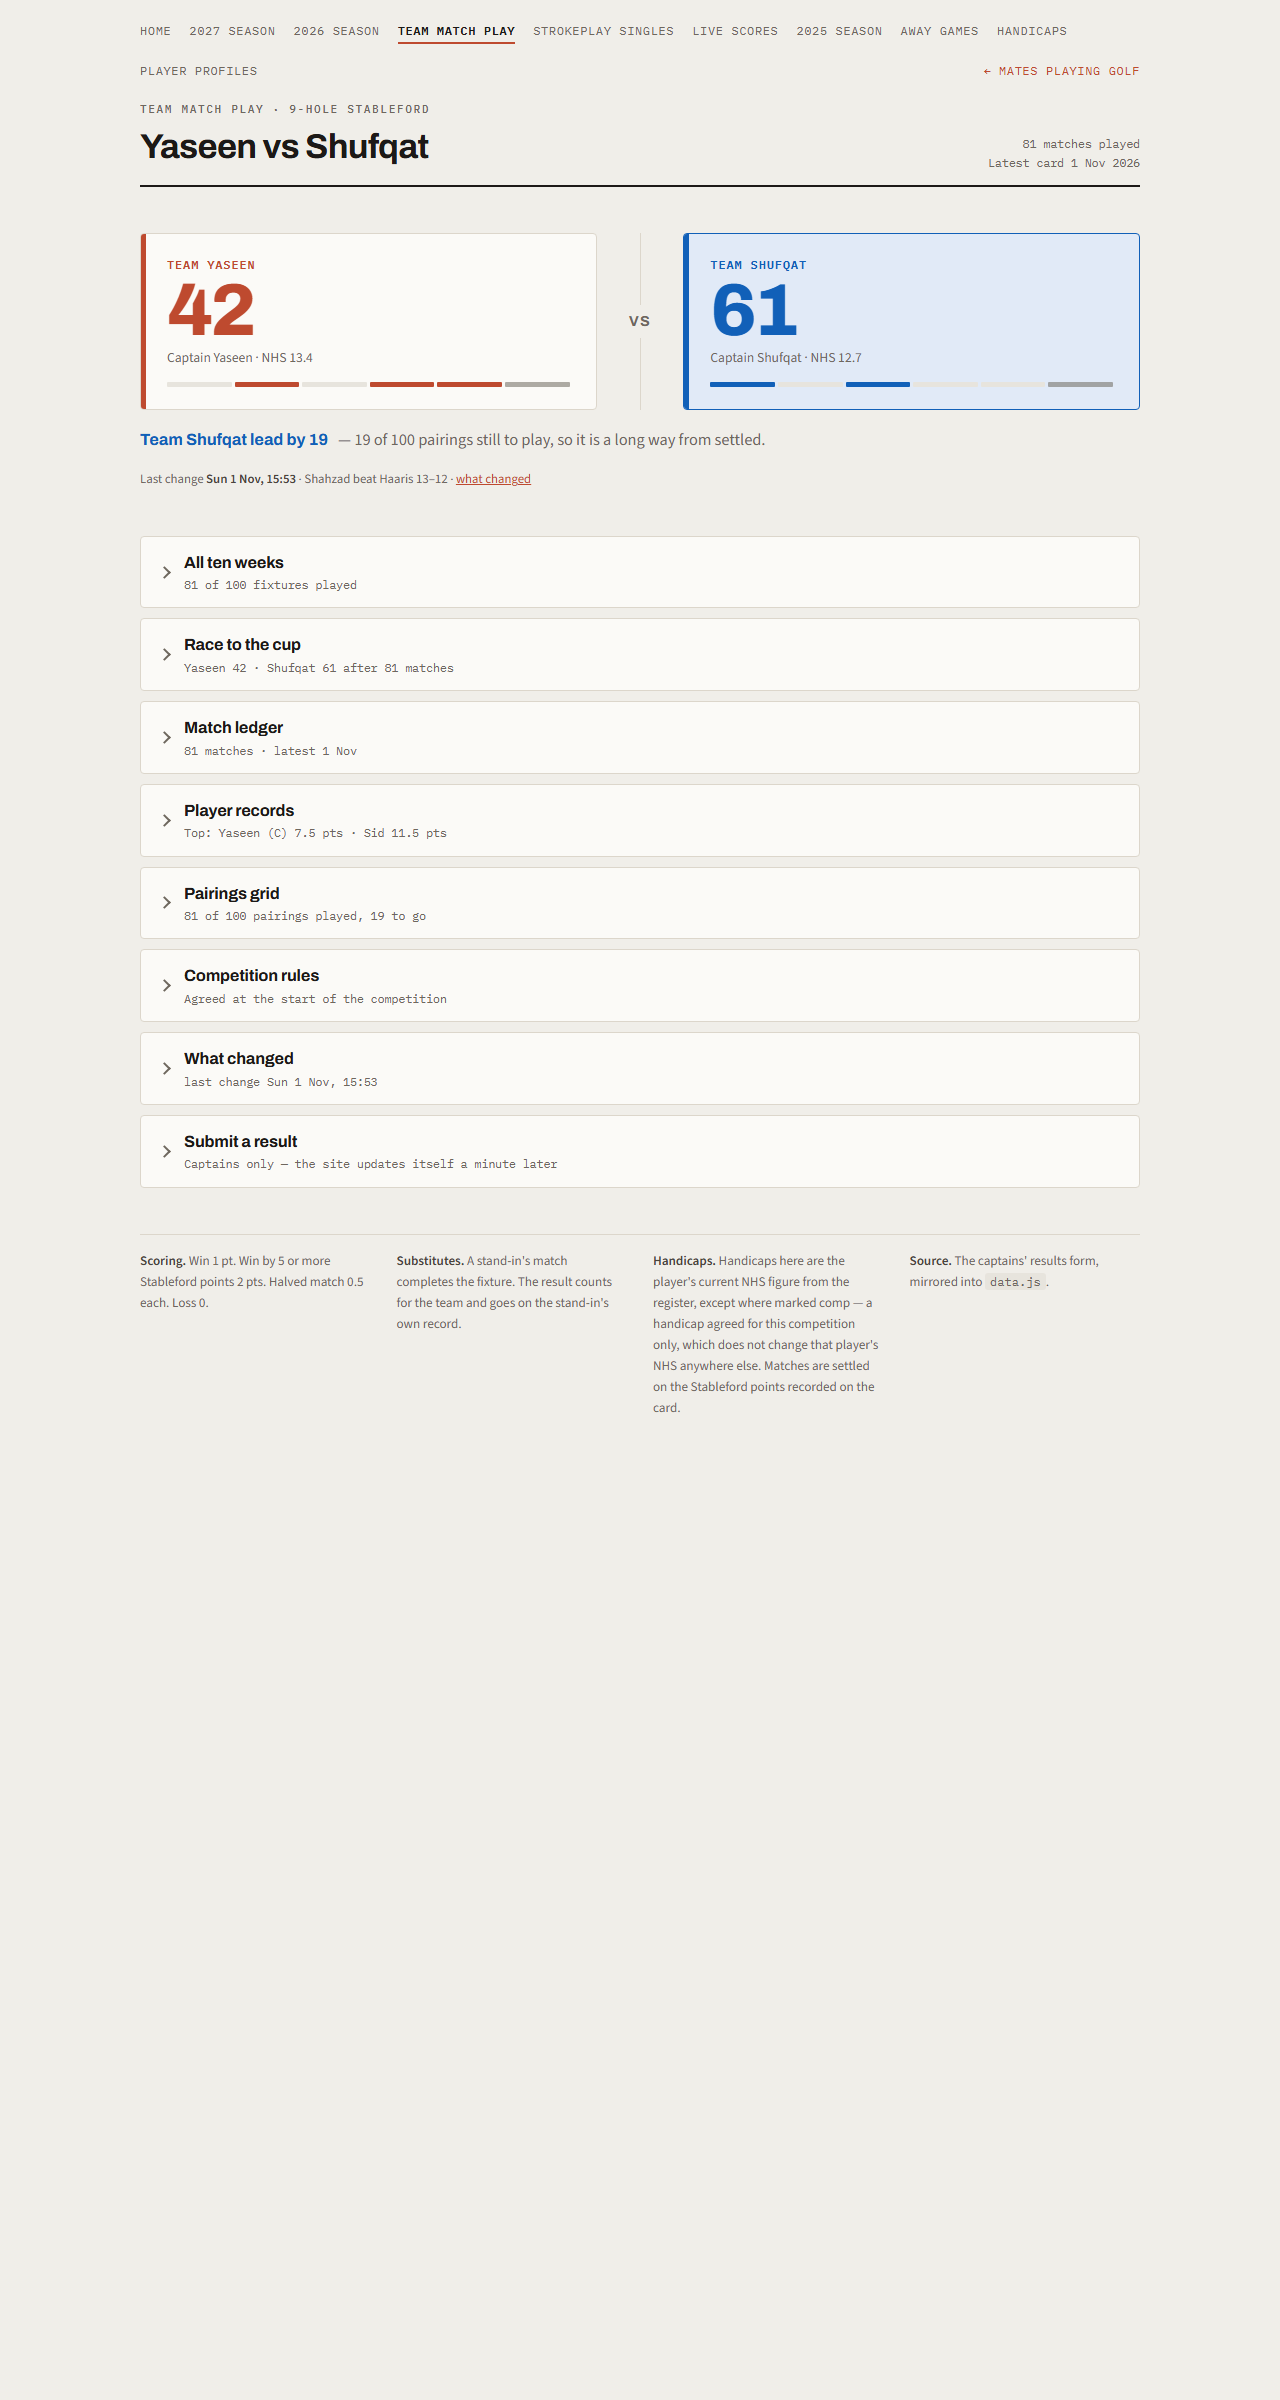 HOME 2027 SEASON 2026 SEASON TEAM MATCH PLAY STROKEPLAY SINGLES LIVE SCORES 2025 SEASON AWAY GAMES HANDICAPS
PLAYER PROFILES ← MATES PLAYING GOLF
TEAM MATCH PLAY · 9-HOLE STABLEFORD
Yaseen vs Shufqat
81 matches played
Latest card 1 Nov 2026
TEAM YASEEN
42
Captain Yaseen · NHS 13.4
VS
TEAM SHUFQAT
61
Captain Shufqat · NHS 12.7
Team Shufqat lead by 19 — 19 of 100 pairings still to play, so it is a long way from settled.
Last change Sun 1 Nov, 15:53 · Shahzad beat Haaris 13–12 · what changed
All ten weeks
81 of 100 fixtures played
Race to the cup
Yaseen 42 · Shufqat 61 after 81 matches
Match ledger
81 matches · latest 1 Nov
Player records
Top: Yaseen (C) 7.5 pts · Sid 11.5 pts
Pairings grid
81 of 100 pairings played, 19 to go
Competition rules
Agreed at the start of the competition
What changed
last change Sun 1 Nov, 15:53
Submit a result
Captains only — the site updates itself a minute later
Scoring. Win 1 pt. Win by 5 or more
Stableford points 2 pts. Halved match 0.5
each. Loss 0.
Substitutes. A stand-in's match
completes the fixture. The result counts
for the team and goes on the stand-in's
own record.
Handicaps. Handicaps here are the
player's current NHS figure from the
register, except where marked comp — a
handicap agreed for this competition
only, which does not change that player's
NHS anywhere else. Matches are settled
on the Stableford points recorded on the
card.
Source. The captains' results form,
mirrored into data.js.